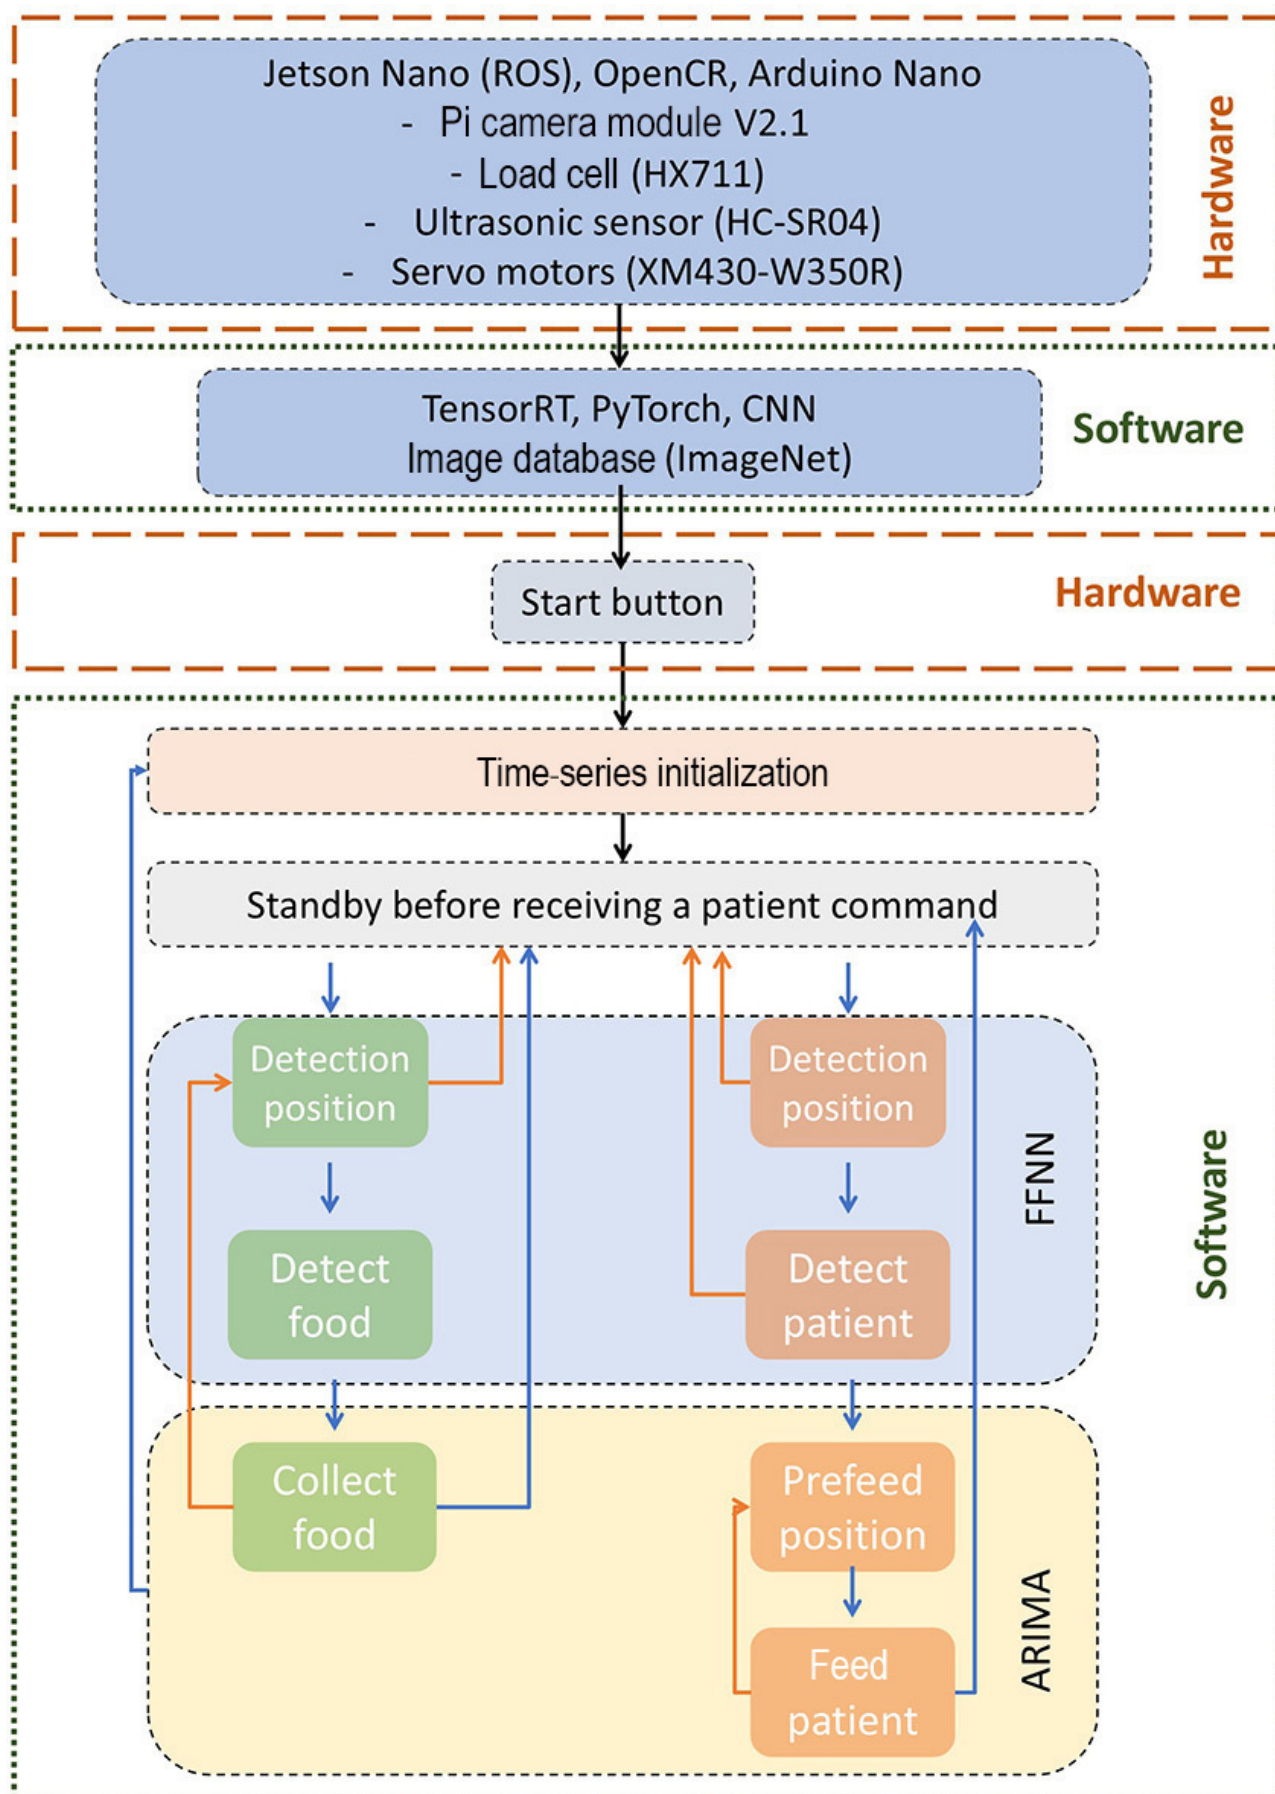 Jetson Nano (ROS), OpenCR, Arduino Nano
- Pi camera module V2.1
- Load cell (HX711)
- Ultrasonic sensor (HC-SR04)
- Servo motors (XM430-W350R)
Hardware
TensorRT, PyTorch, CNN
Image database (ImageNet)
Software
Start button
Hardware
Time-series initialization
Standby before receiving a patient command
Detection
position
Detection
position
Detect
food
Detect
patient
FFNN
Software
Collect
food
Prefeed
position
Feed
patient
ARIMA